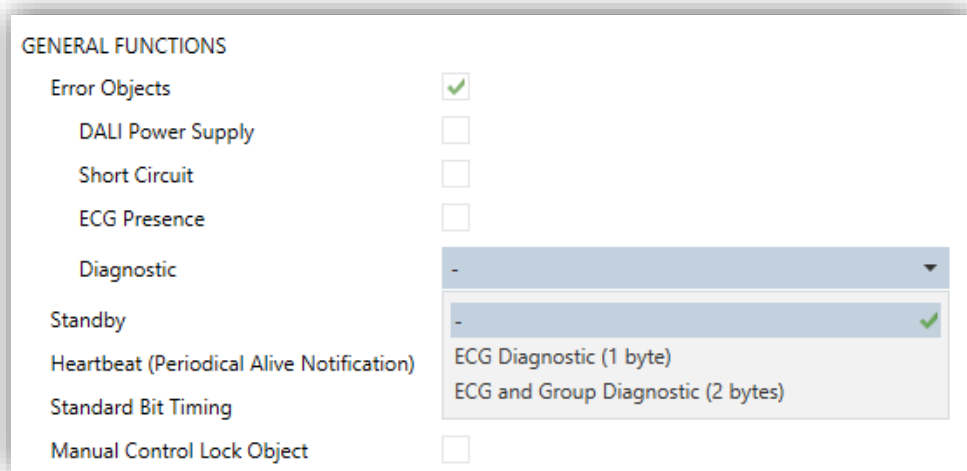 GENERAL FUNCTIONS
Error Objects
DALI Power Supply
Short Circuit
ECG Presence
Diagnostic -
Standby -
Heartbeat (Periodical Alive Notification) ECG Diagnostic (1 byte)
ECG and Group Diagnostic (2 bytes)
Standard Bit Timing
Manual Control Lock Object